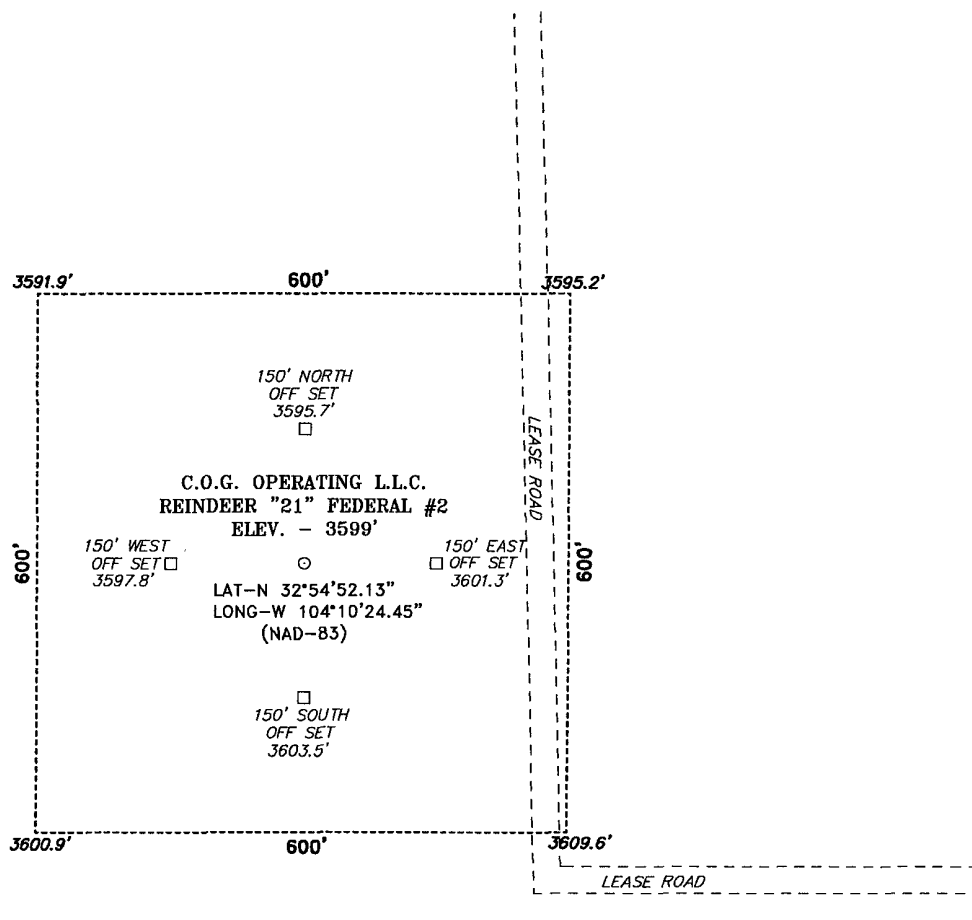 3591.9'
600'
3595.2'
150' NORTH
OFF SET
3595.7'
LEASE ROAD
C.O.G. OPERATING L.L.C.
REINDEER "21" FEDERAL #2
ELEV. - 3599'
600'
150' WEST
OFF SET
3597.8'
150' EAST
OFF SET
3601.3'
600'
LAT-N 32°54'52.13"
LONG-W 104°10'24.45"
(NAD-83)
150' SOUTH
OFF SET
3603.5'
3600.9'
600'
3609.6'
LEASE ROAD